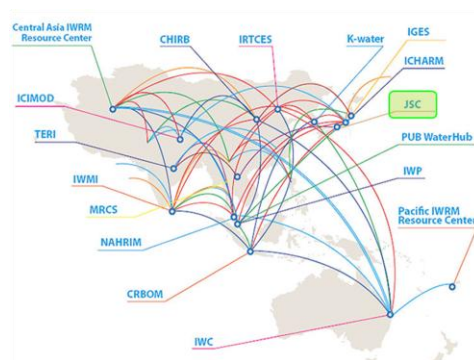 Central Asia IWRM
Resource Center
CHIRB
IRTCES
K-water
IGES
ICHARM
ICIMOD
JSC
TERI
PUB WaterHub
IWMI
IWP
MRCS
Pacific IWRM
Resource Center
NAHRIM
CRBOM
IWC